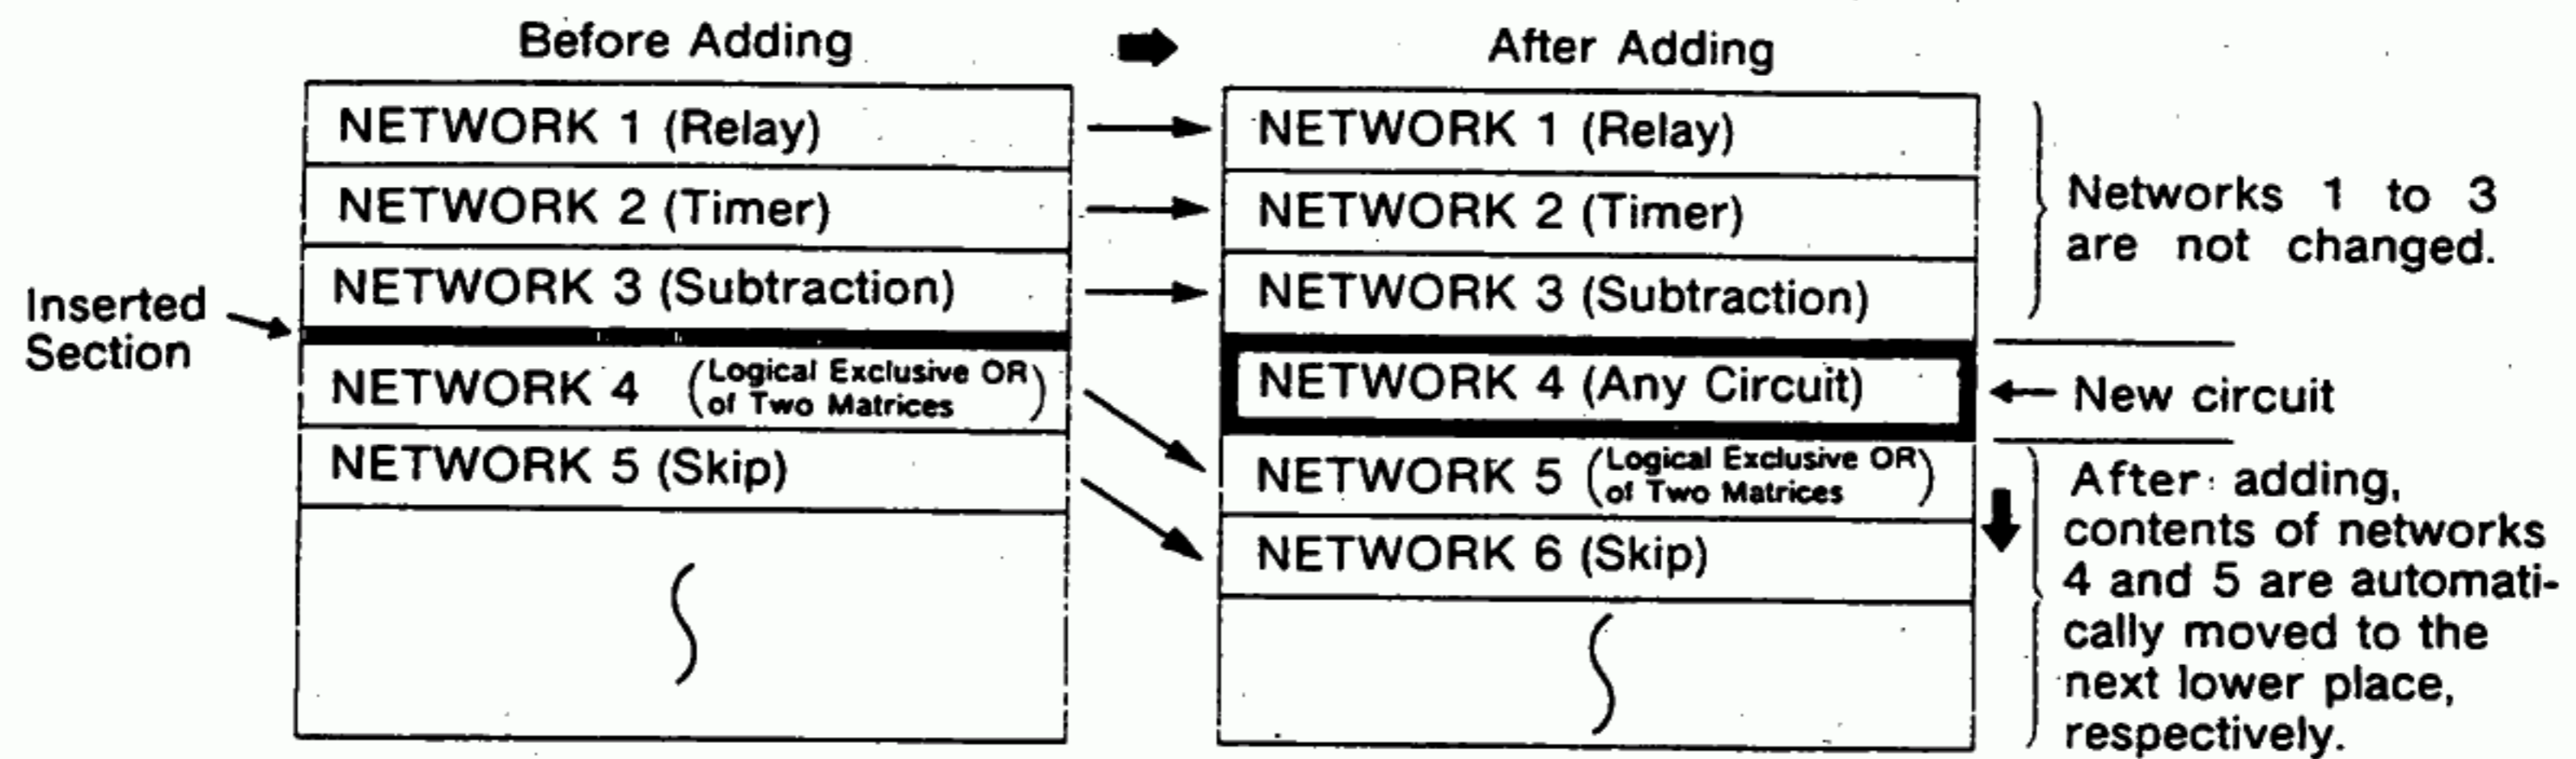 Before Adding
After Adding
NETWORK 1 (Relay)
NETWORK 2 (Timer)
NETWORK 3 (Subtraction)
Inserted
Section
NETWORK 4 (Logical Exclusive OR
of Two Matrices)
NETWORK 5 (Skip)
NETWORK 1 (Relay)
NETWORK 2 (Timer)
NETWORK 3 (Subtraction)
NETWORK 4 (Any Circuit)
NETWORK 5 (Logical Exclusive OR
of Two Matrices)
NETWORK 6 (Skip)
Networks 1 to 3
are not changed.
New circuit
After adding,
contents of networks
4 and 5 are automati-
cally moved to the
next lower place,
respectively.